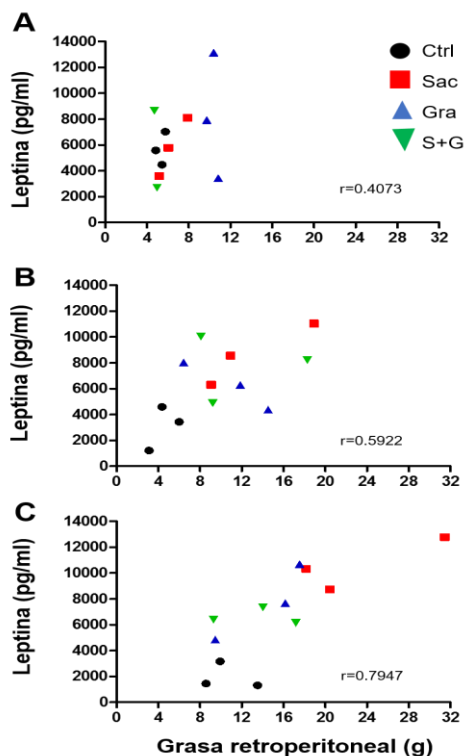 A
14000
12000
10000
8000
6000
4000
2000
0
Leptina (pg/ml)
Ctrl
Sac
Gra
S+G
r=0.4073
0 4 8 12 16 20 24 28 32
B
14000
12000
10000
8000
6000
4000
2000
0
Leptina (pg/ml)
r=0.5922
0 4 8 12 16 20 24 28 32
C
14000
12000
10000
8000
6000
4000
2000
0
Leptina (pg/ml)
r=0.7947
0 4 8 12 16 20 24 28 32
Grasa retroperitoneal (g)